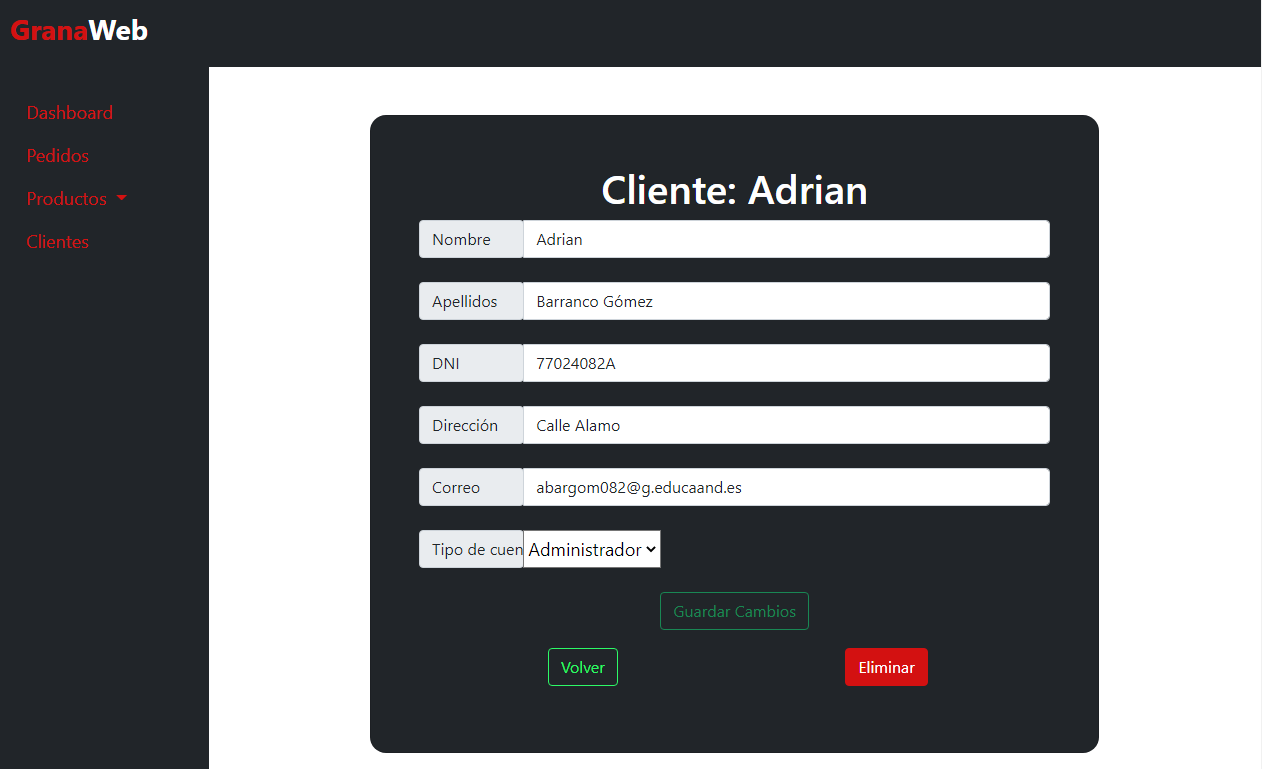 GranaWeb
Dashboard
Pedidos
Productos
Clientes
Cliente: Adrian
Nombre Adrian
Apellidos Barranco Gómez
DNI 77024082A
Dirección Calle Alamo
Correo abargom082@g.educaand.es
Tipo de cuen Administrador
Guardar Cambios
Volver Eliminar